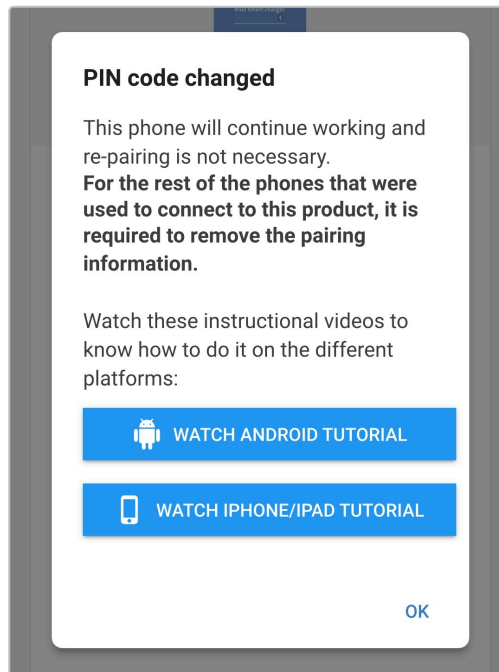 PIN code changed
This phone will continue working and
re-pairing is not necessary.
For the rest of the phones that were
used to connect to this product, it is
required to remove the pairing
information.
Watch these instructional videos to
know how to do it on the different
platforms:
WATCH ANDROID TUTORIAL
WATCH IPHONE/IPAD TUTORIAL
OK